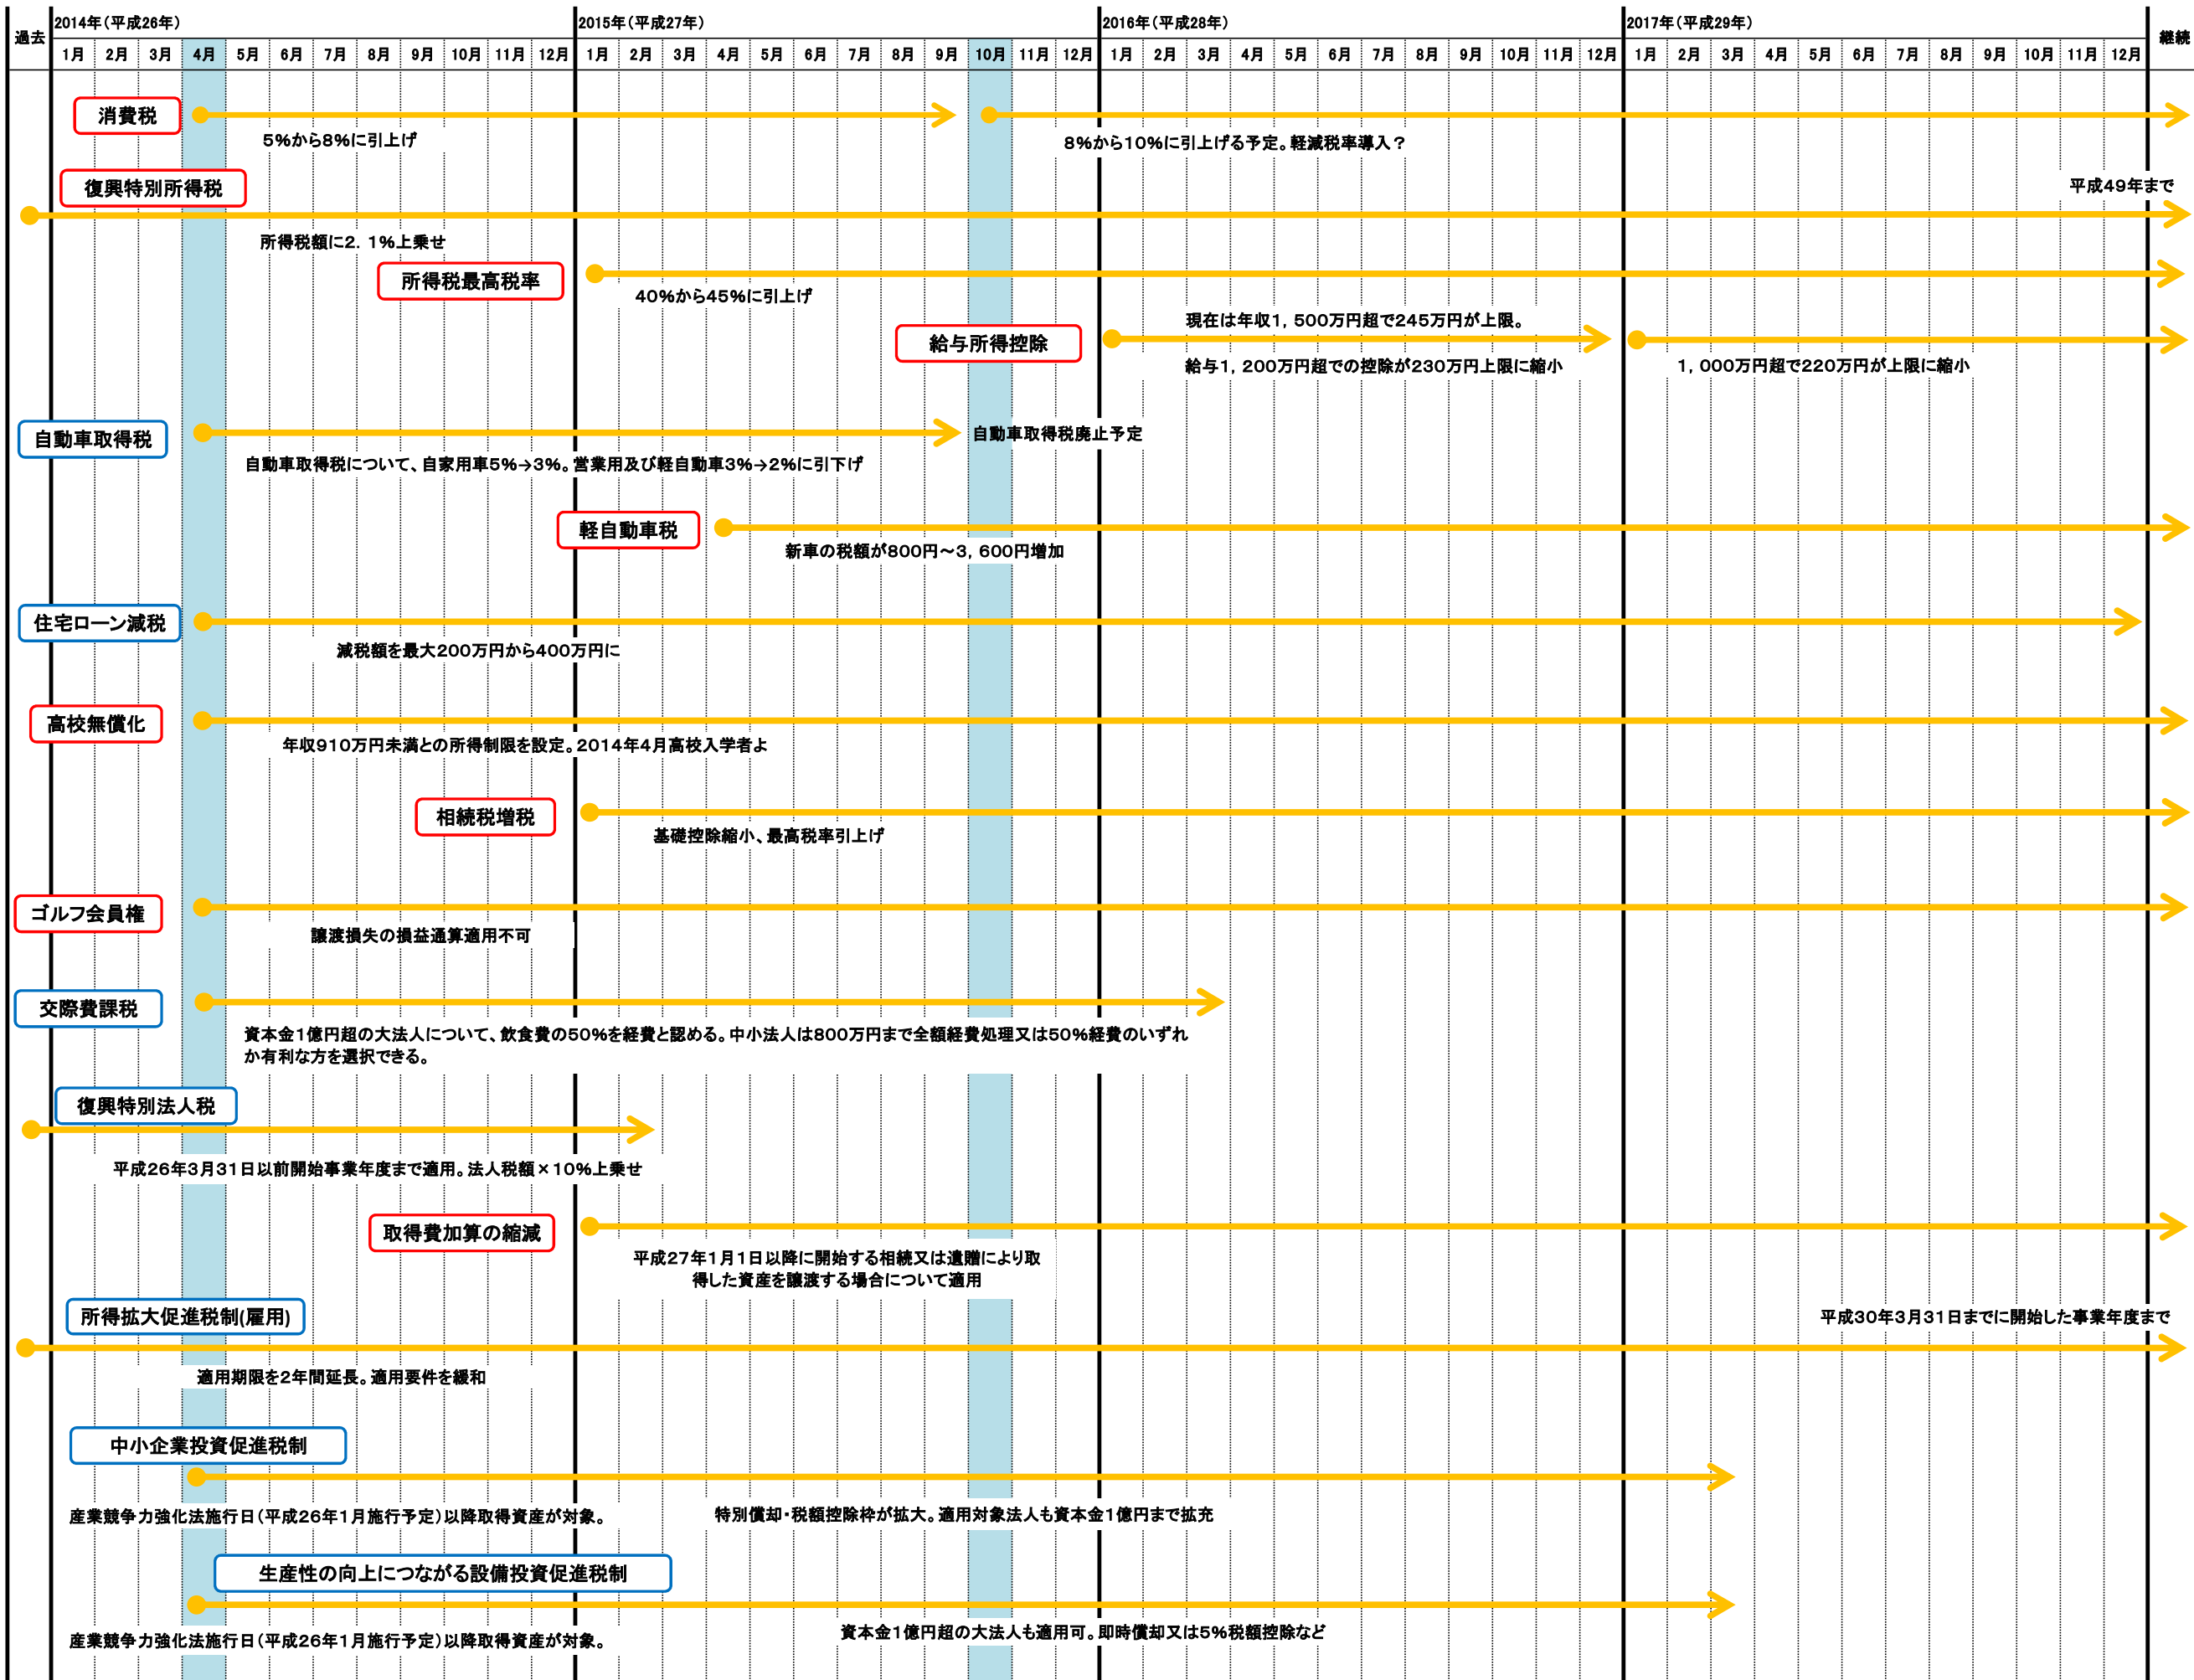 過去
2014年（平成26年）
2015年（平成27年）
2016年（平成28年）
2017年（平成29年）
継続
1月 2月 3月 4月 5月 6月 7月 8月 9月 10月 11月 12月 1月 2月 3月 4月 5月 6月 7月 8月 9月 10月 11月 12月 1月 2月 3月 4月 5月 6月 7月 8月 9月 10月 11月 12月 1月 2月 3月 4月 5月 6月 7月 8月 9月 10月 11月 12月
消費税
5%から8%に引上げ
8%から10%に引上げる予定。軽減税率導入？
復興特別所得税
平成49年まで
所得税額に2．1%上乗せ
所得税最高税率
40%から45%に引上げ
給与所得控除
現在は年収1，500万円超で245万円が上限。
給与1，200万円超での控除が230万円上限に縮小
1，000万円超で220万円が上限に縮小
自動車取得税
自動車取得税廃止予定
自動車取得税について、自家用車5%→3%。営業用及び軽自動車3%→2%に引下げ
軽自動車税
新車の税額が800円～3，600円増加
住宅ローン減税
減税額を最大200万円から400万円に
高校無償化
年収910万円未満との所得制限を設定。2014年4月高校入学者よ
相続税増税
基礎控除縮小、最高税率引上げ
ゴルフ会員権
譲渡損失の損益通算適用不可
交際費課税
資本金1億円超の大法人について、飲食費の50%を経費と認める。中小法人は800万円まで全額経費処理又は50%経費のいずれ
か有利な方を選択できる。
復興特別法人税
平成26年3月31日以前開始事業年度まで適用。法人税額×10%上乗せ
取得費加算の縮減
平成27年1月1日以降に開始する相続又は遺贈により取
得した資産を譲渡する場合について適用
所得拡大促進税制(雇用)
平成30年3月31日までに開始した事業年度まで
適用期限を2年間延長。適用要件を緩和
中小企業投資促進税制
産業競争力強化法施行日（平成26年1月施行予定）以降取得資産が対象。
特別償却・税額控除枠が拡大。適用対象法人も資本金1億円まで拡充
生産性の向上につながる設備投資促進税制
産業競争力強化法施行日（平成26年1月施行予定）以降取得資産が対象。
資本金1億円超の大法人も適用可。即時償却又は5%税額控除など